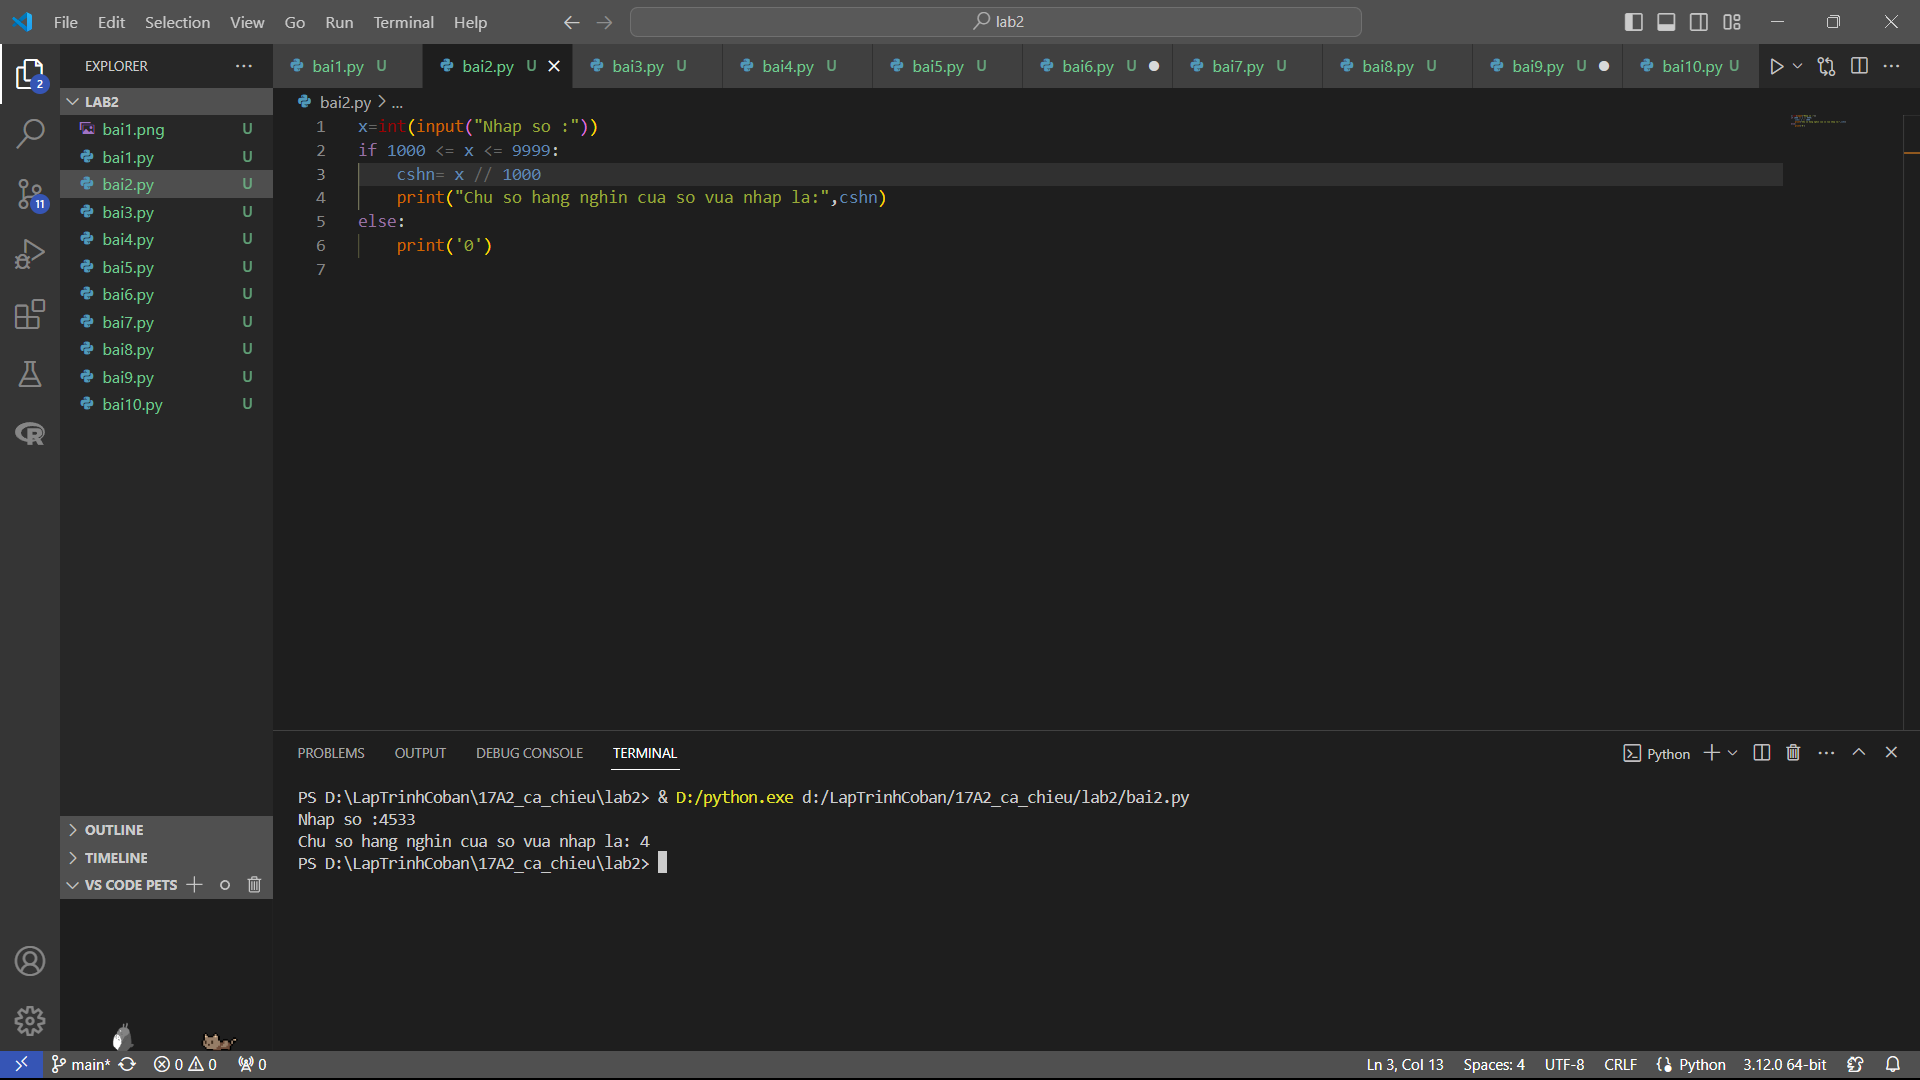 File Edit Selection View Go Run Terminal Help
lab2
EXPLORER
bai1.py U
bai2.py U
bai3.py U
bai4.py U
bai5.py U
bai6.py U
bai7.py U
bai8.py U
bai9.py U
bai10.py U
2
11
LAB2
bai1.png U
bai1.py U
bai2.py U
bai3.py U
bai4.py U
bai5.py U
bai6.py U
bai7.py U
bai8.py U
bai9.py U
bai10.py U
OUTLINE
TIMELINE
VS CODE PETS
bai2.py > ...
1 x=int(input("Nhap so :"))
2 if 1000 <= x <= 9999:
3 cshn= x // 1000
4 print("Chu so hang nghin cua so vua nhap la:",cshn)
5 else:
6 print('0')
7
PROBLEMS OUTPUT DEBUG CONSOLE TERMINAL
Python
PS D:\LapTrinhCoban\17A2_ca_chieu\lab2> & D:/python.exe d:/LapTrinhCoban/17A2_ca_chieu/lab2/bai2.py
Nhap so :4533
Chu so hang nghin cua so vua nhap la: 4
PS D:\LapTrinhCoban\17A2_ca_chieu\lab2>
main* 0 0 0
Ln 3, Col 13 Spaces: 4 UTF-8 CRLF Python 3.12.0 64-bit